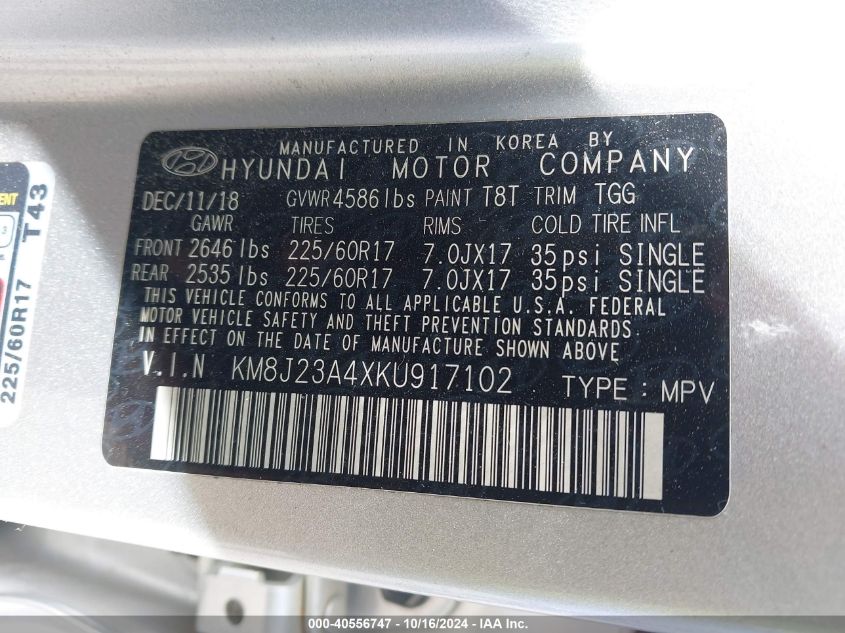 MANUFACTURED IN KOREA BY
HYUNDAI MOTOR COMPANY
DEC/11/18 GVWR 4586 lbs PAINT T8T TRIM TGG
GAWR TIRES RIMS COLD TIRE INFL
FRONT 2646 lbs 225/60R17 7.0JX17 35psi SINGLE
REAR 2535 lbs 225/60R17 7.0JX17 35psi SINGLE
THIS VEHICLE CONFORMS TO ALL APPLICABLE U.S.A. FEDERAL
MOTOR VEHICLE SAFETY AND THEFT PREVENTION STANDARDS
IN EFFECT ON THE DATE OF MANUFACTURE SHOWN ABOVE
V.I.N KM8J23A4XKU917102 TYPE : MPV
225/60R17 T43
000-40556747 - 10/16/2024 - IAAI.com